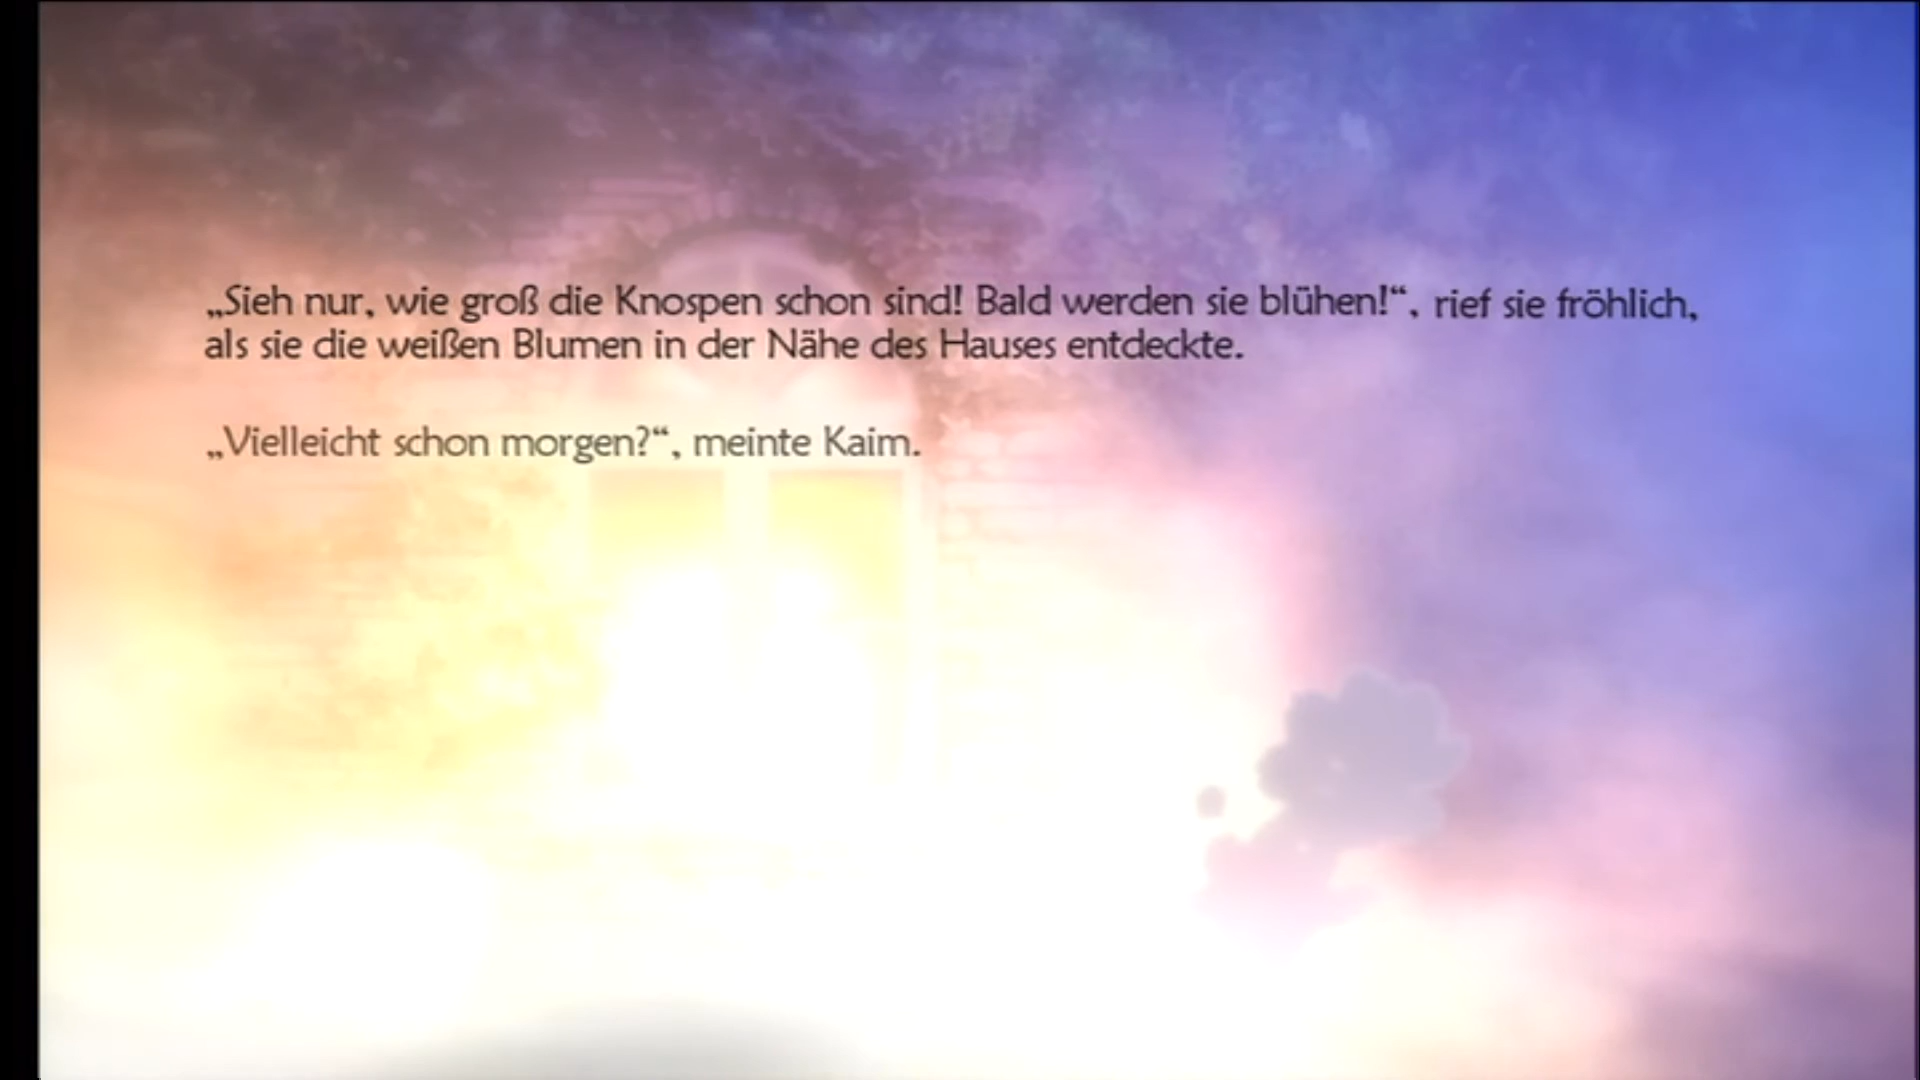 „Sieh nur, wie groß die Knospen schon sind! Bald werden sie blühen!“, rief sie fröhlich,
als sie die weißen Blumen in der Nähe des Hauses entdeckte.
„Vielleicht schon morgen?“, meinte Kaim.